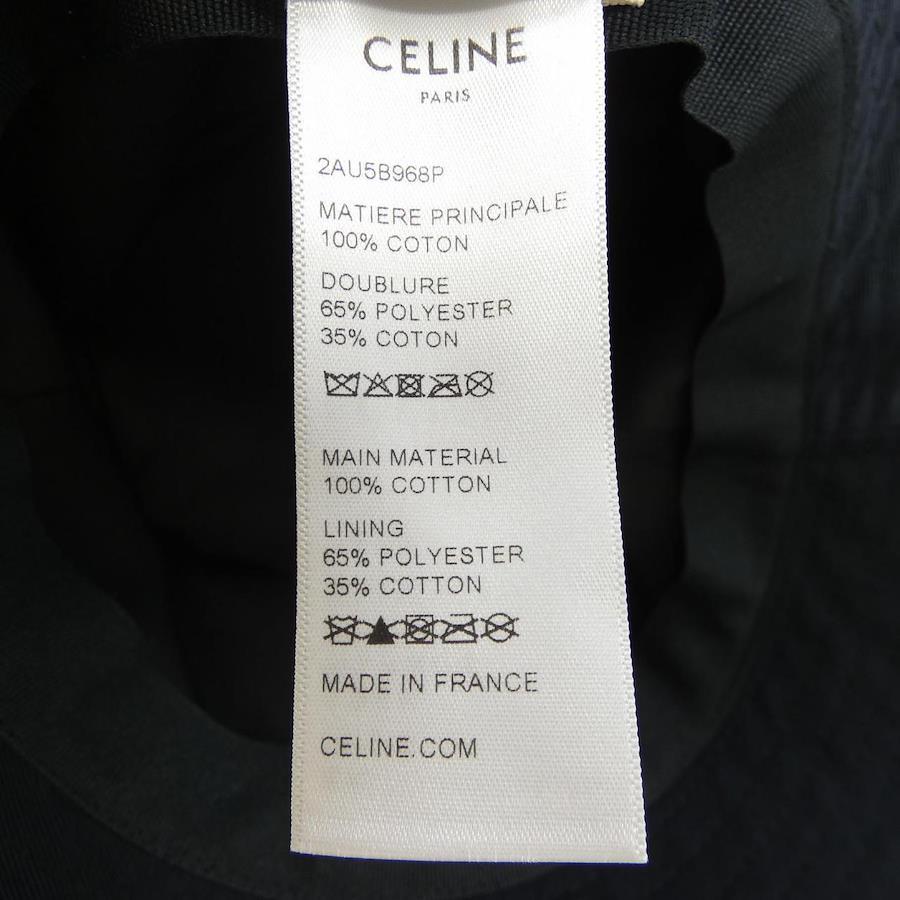 CELINE
PARIS
2AU5B968P
MATIERE PRINCIPALE
100% COTON
DOUBLURE
65% POLYESTER
35% COTON
MAIN MATERIAL
100% COTTON
LINING
65% POLYESTER
35% COTTON
MADE IN FRANCE
CELINE.COM